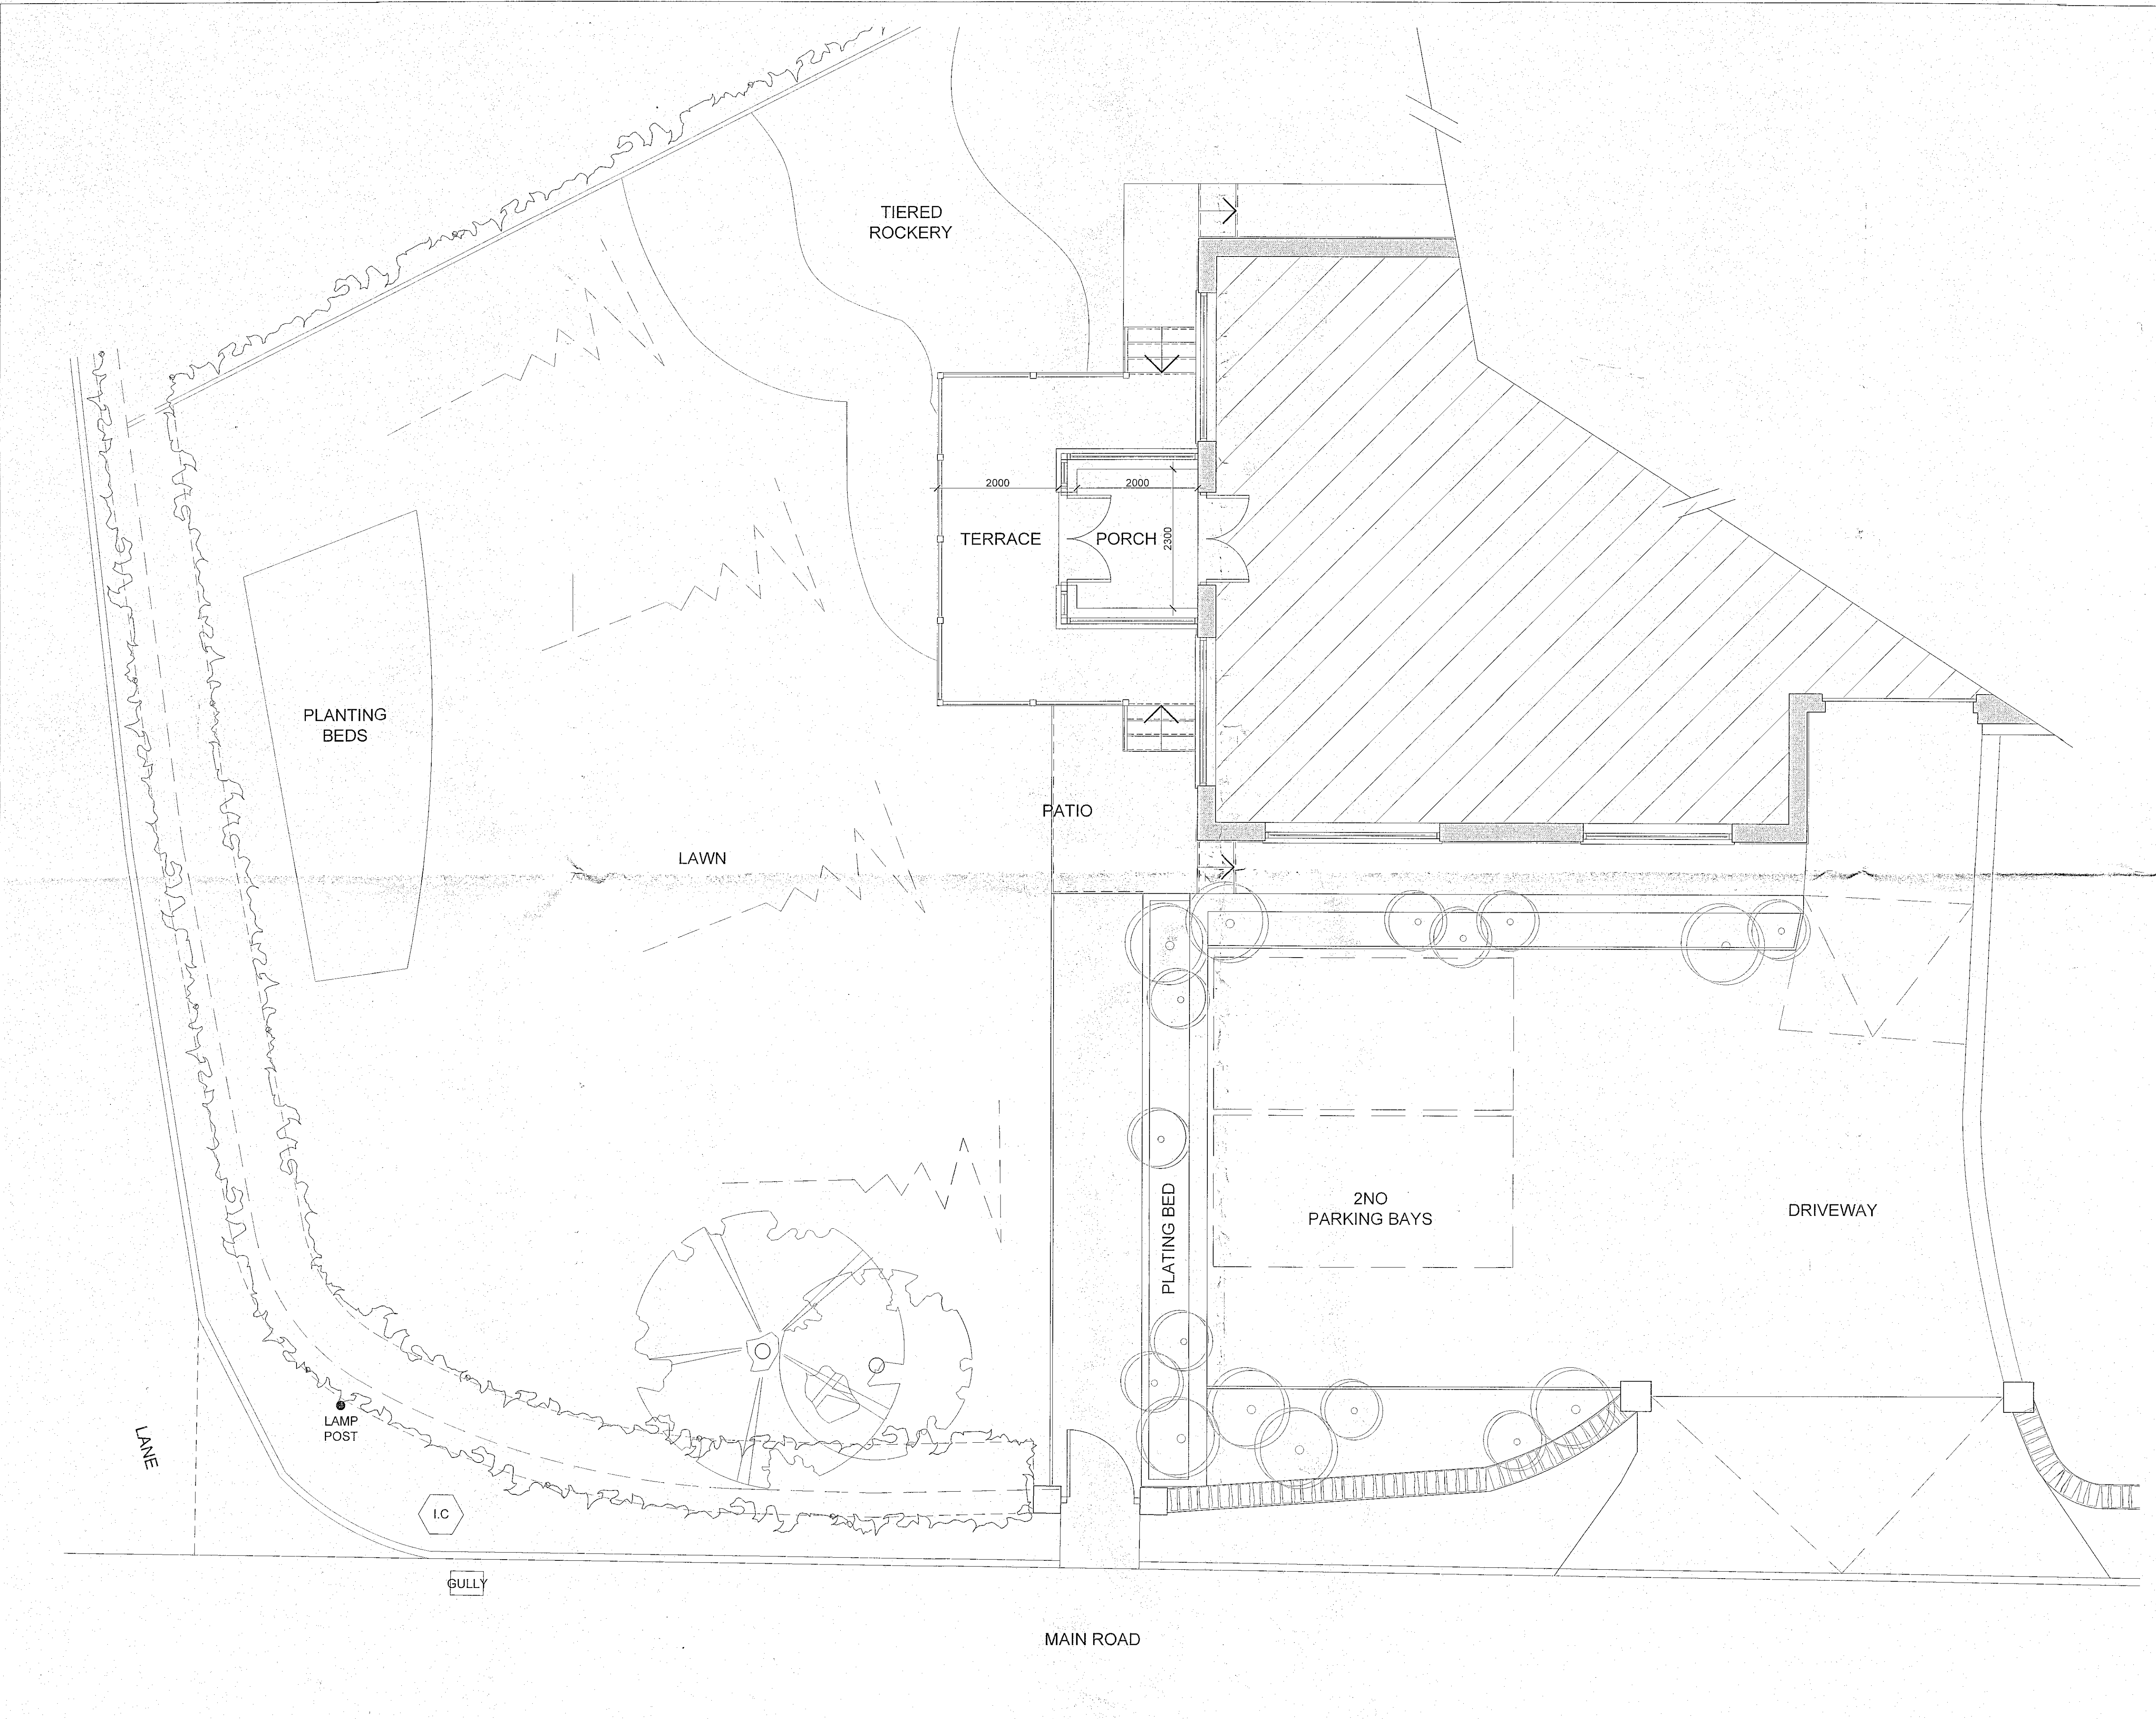 TIERED
ROCKERY
2000
2000
TERRACE
PORCH
2300
PLANTING
BEDS
PATIO
LAWN
PLATING BED
2NO
PARKING BAYS
DRIVEWAY
LAMP
POST
LANE
I.C
GULLY
MAIN ROAD